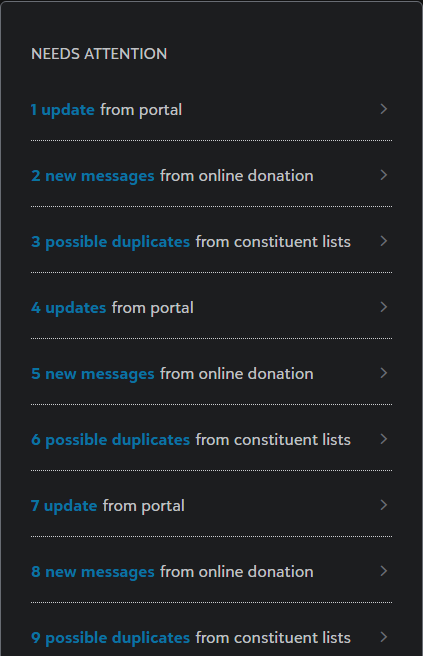 NEEDS ATTENTION
1 update from portal
2 new messages from online donation
3 possible duplicates from constituent lists
4 updates from portal
5 new messages from online donation
6 possible duplicates from constituent lists
7 update from portal
8 new messages from online donation
9 possible duplicates from constituent lists